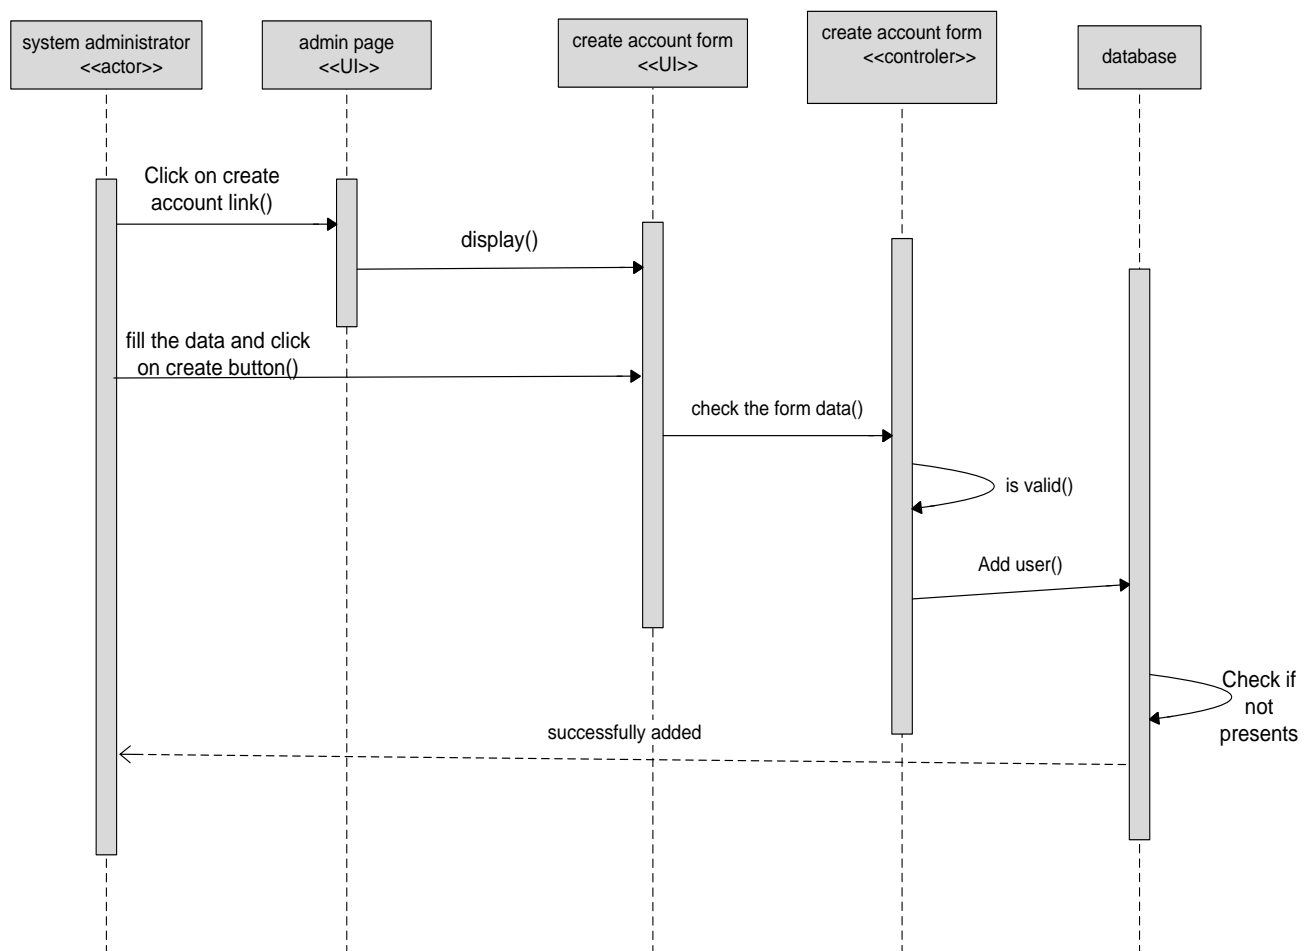 system administrator
<<actor>>
admin page
<<UI>>
create account form
<<UI>>
create account form
<<controler>>
database
Click on create
account link()
display()
fill the data and click
on create button()
check the form data()
is valid()
Add user()
Check if
not
presents
successfully added